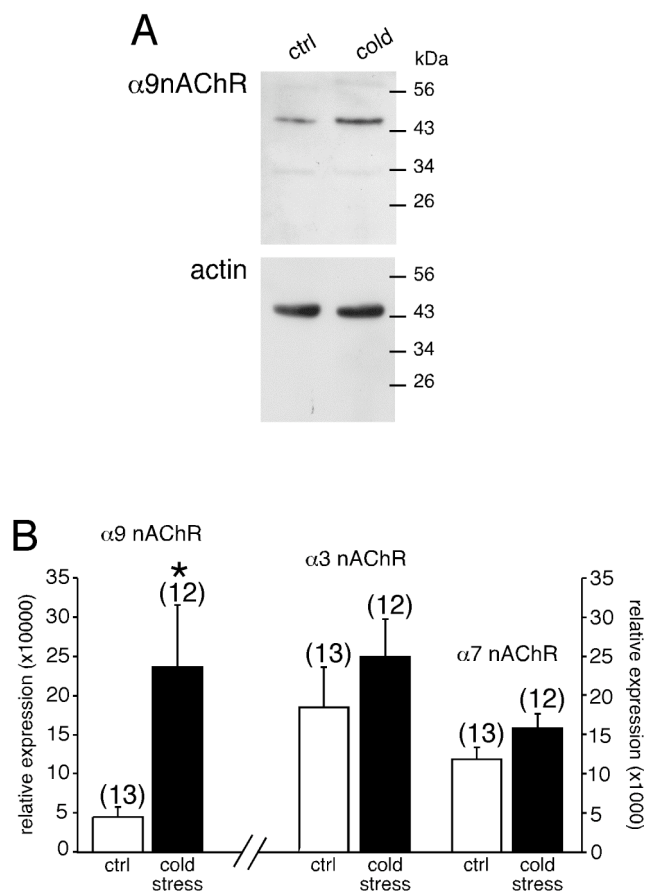 A
ctrl cold
kDa
α9nAChR
56
43
34
26
actin
56
43
34
26
B
α9 nAChR
α3 nAChR
α7 nAChR
relative expression (x10000)
35
30
25
20
15
10
5
0
(13)
*
(12)
(13)
(12)
(13)
(12)
35
30
25
20
15
10
5
0
relative expression (x1000)
ctrl
cold
stress
ctrl
cold
stress
ctrl
cold
stress